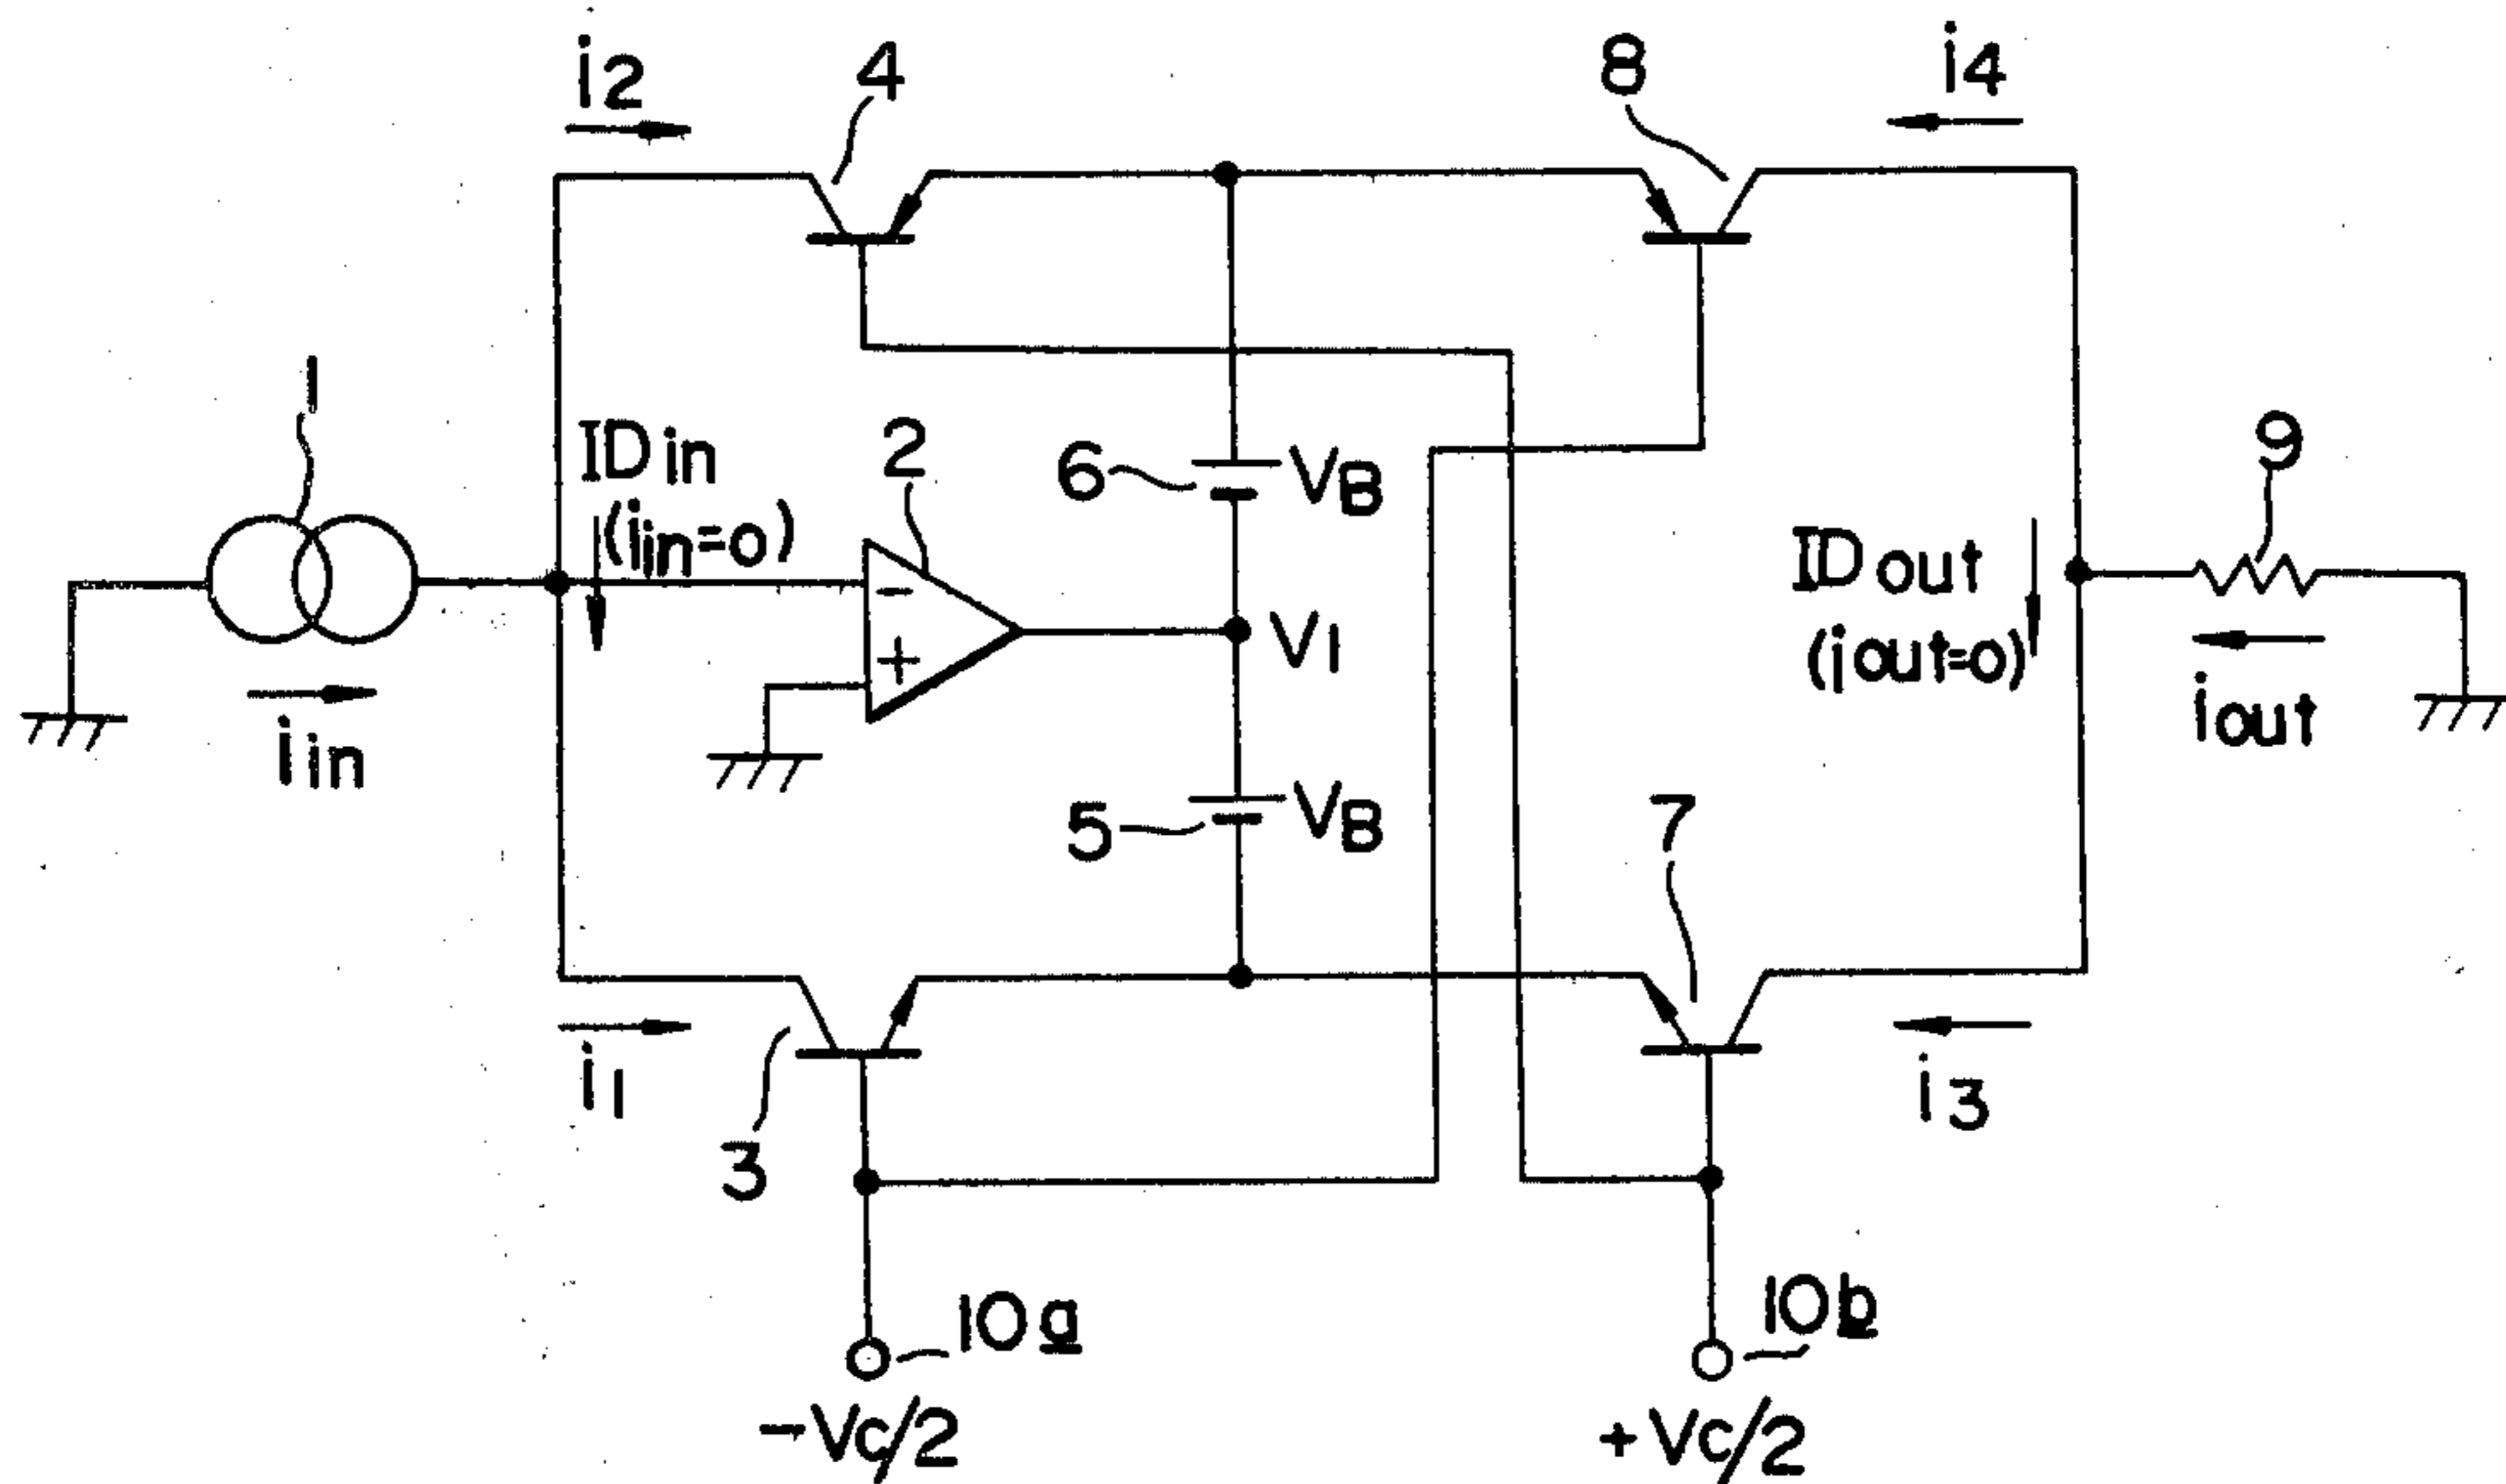 i2
4
8
i4
1
IDin
(iin=0)
2
6
VB
9
IDout
(iout=0)
-
+
V1
iin
iout
5
VB
7
i1
3
i3
10a
10b
-Vc/2
+Vc/2